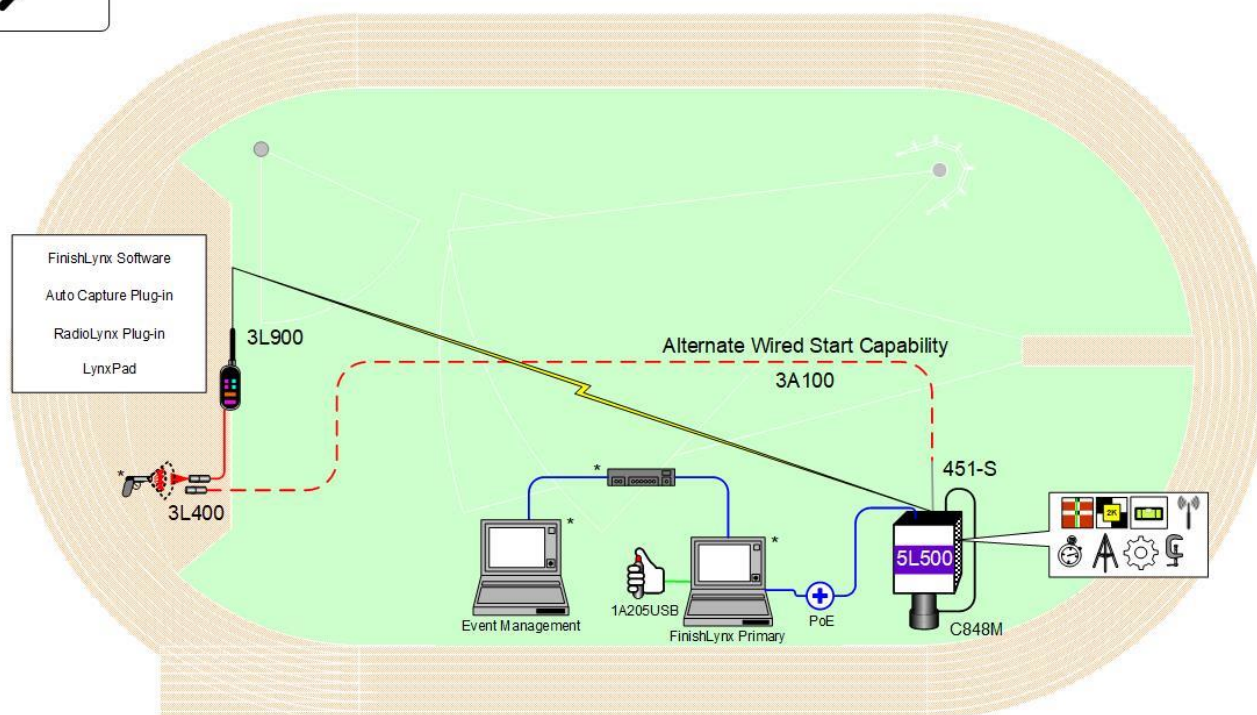 FinishLynx Software
Auto Capture Plug-in
RadioLynx Plug-in
LynxPad
3L900
Alternate Wired Start Capability
3A100
*
3L400
*
*
Event Management
1A205USB
*
FinishLynx Primary
PoE
451-S
5L500
C848M
2K